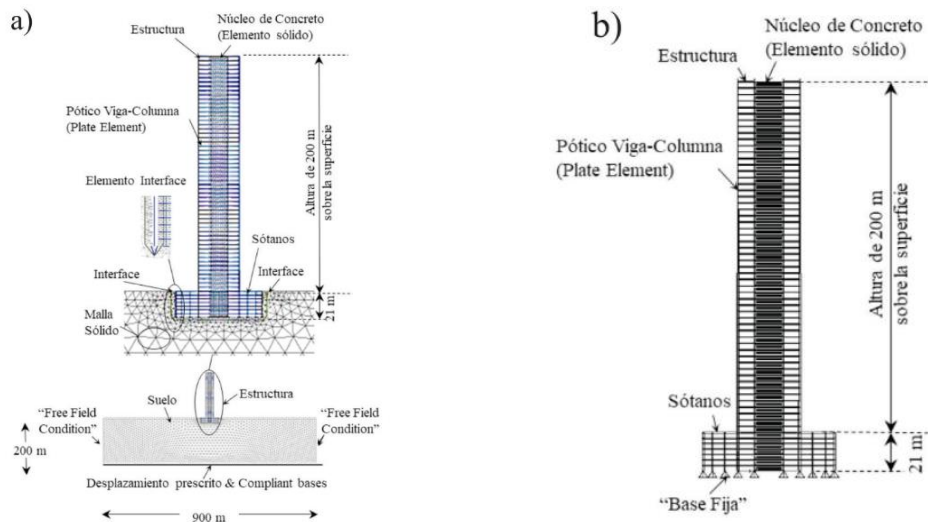 a)
Núcleo de Concreto
(Elemento sólido)
Estructura
Pórtico Viga-Columna
(Plate Element)
Altura de 200 m
sobre la superficie
Elemento Interface
Sótanos
Interface
Interface
21 m
Malla
Sólido
Suelo
Estructura
“Free Field
Condition”
“Free Field
Condition”
200 m
Desplazamiento prescrito & Compliant bases
900 m
b)
Núcleo de Concreto
(Elemento sólido)
Estructura
Pórtico Viga-Columna
(Plate Element)
Altura de 200 m
sobre la superficie
Sótanos
21 m
“Base Fija”